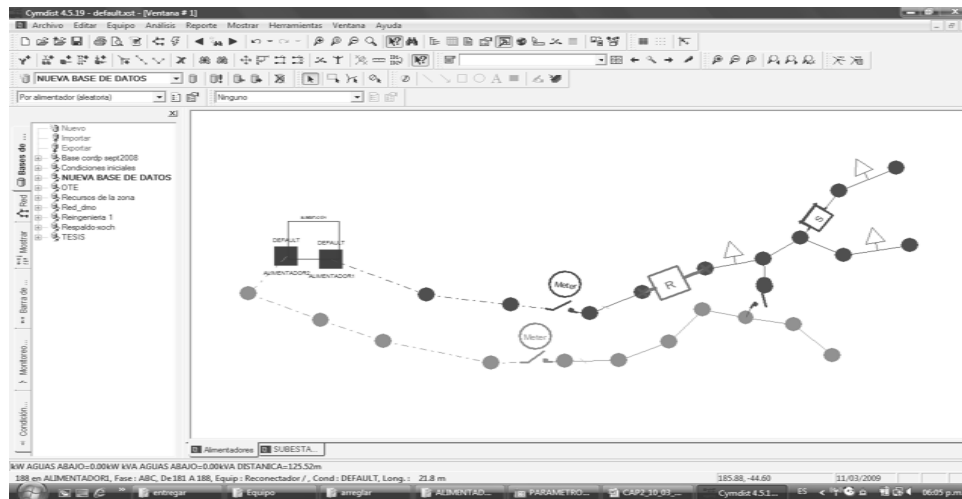 Cymdist 4.5.19 - default.xst - [Ventana # 1]
Archivo Editar Equipo Análisis Reporte Mostrar Herramientas Ventana Ayuda
NUEVA BASE DE DATOS
Por alimentador (aleatoria) Ninguno
Nuevo
Importar
Exportar
Base cordp sept2008
Condiciones iniciales
NUEVA BASE DE DATOS
OTE
Recursos de la zona
Red_dmo
Reingenieria 1
Respaldo-xoch
TESIS
Bases de ...
Red
Mostrar
Barra de ...
Monitoreo...
Condición...
DEFAULT
DEFAULT
ALIMENTADOR2
ALIMENTADOR1
Meter
Meter
R
S
Alimentadores SUBESTA...
kW AGUAS ABAJO=0.00kW kVA AGUAS ABAJO=0.00kVA DISTANICA=125.52m
188 en ALIMENTADOR1, Fase : ABC, De 181 A 188, Equip : Reconectador / , Cond : DEFAULT, Long. : 21.8 m 185.88, -44.60 11/03/2009
entregar Equipo arreglar ALIMENTAD... PARAMETRO... CAP2_10_03_... Cymdist 4.5.1... ES 06:05 p.m.